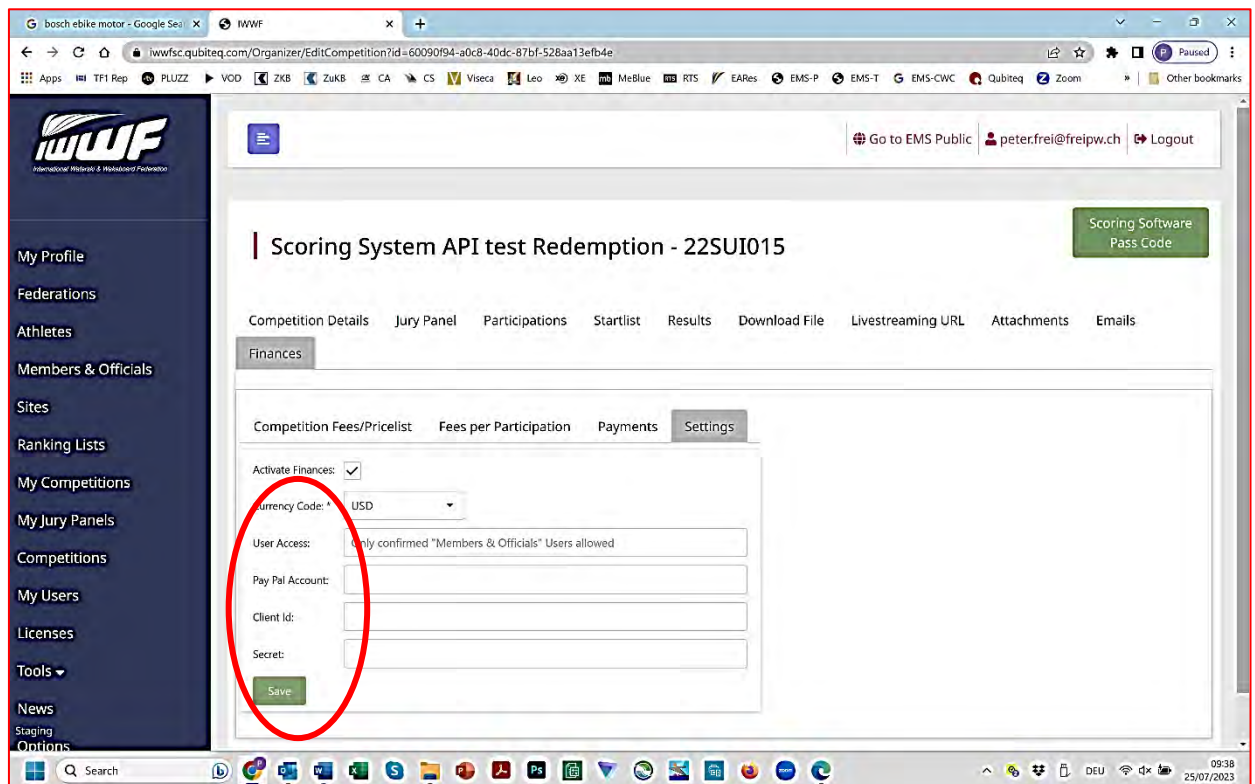 bosch ebike motor - Google Sea
IWWF
iwwfsc.qubiteq.com/Organizer/EditCompetition?id=60090f94-a0c8-40dc-87bf-528aa13efb4e
P Paused
Apps TF1 Rep PLUZZ VOD ZKB ZuKB CA CS Viseca Leo XE mb MeBlue RTS RTS EARes EMS-P EMS-T G EMS-CWC Qubiteq Zoom » Other bookmarks
IWWF
International Waterski & Wakeboard Federation
Go to EMS Public peter.frei@freipw.ch Logout
Scoring Software
Pass Code
Scoring System API test Redemption - 22SUI015
My Profile
Federations
Athletes
Members & Officials
Sites
Ranking Lists
My Competitions
My Jury Panels
Competitions
My Users
Licenses
Tools
News
Staging
Options
Competition Details Jury Panel Participations Startlist Results Download File Livestreaming URL Attachments Emails
Finances
Competition Fees/Pricelist Fees per Participation Payments Settings
Activate Finances:
Currency Code: * USD
User Access: Only confirmed "Members & Officials" Users allowed
Pay Pal Account:
Client Id:
Secret:
Save
Search
DEU
09:38
25/07/2023